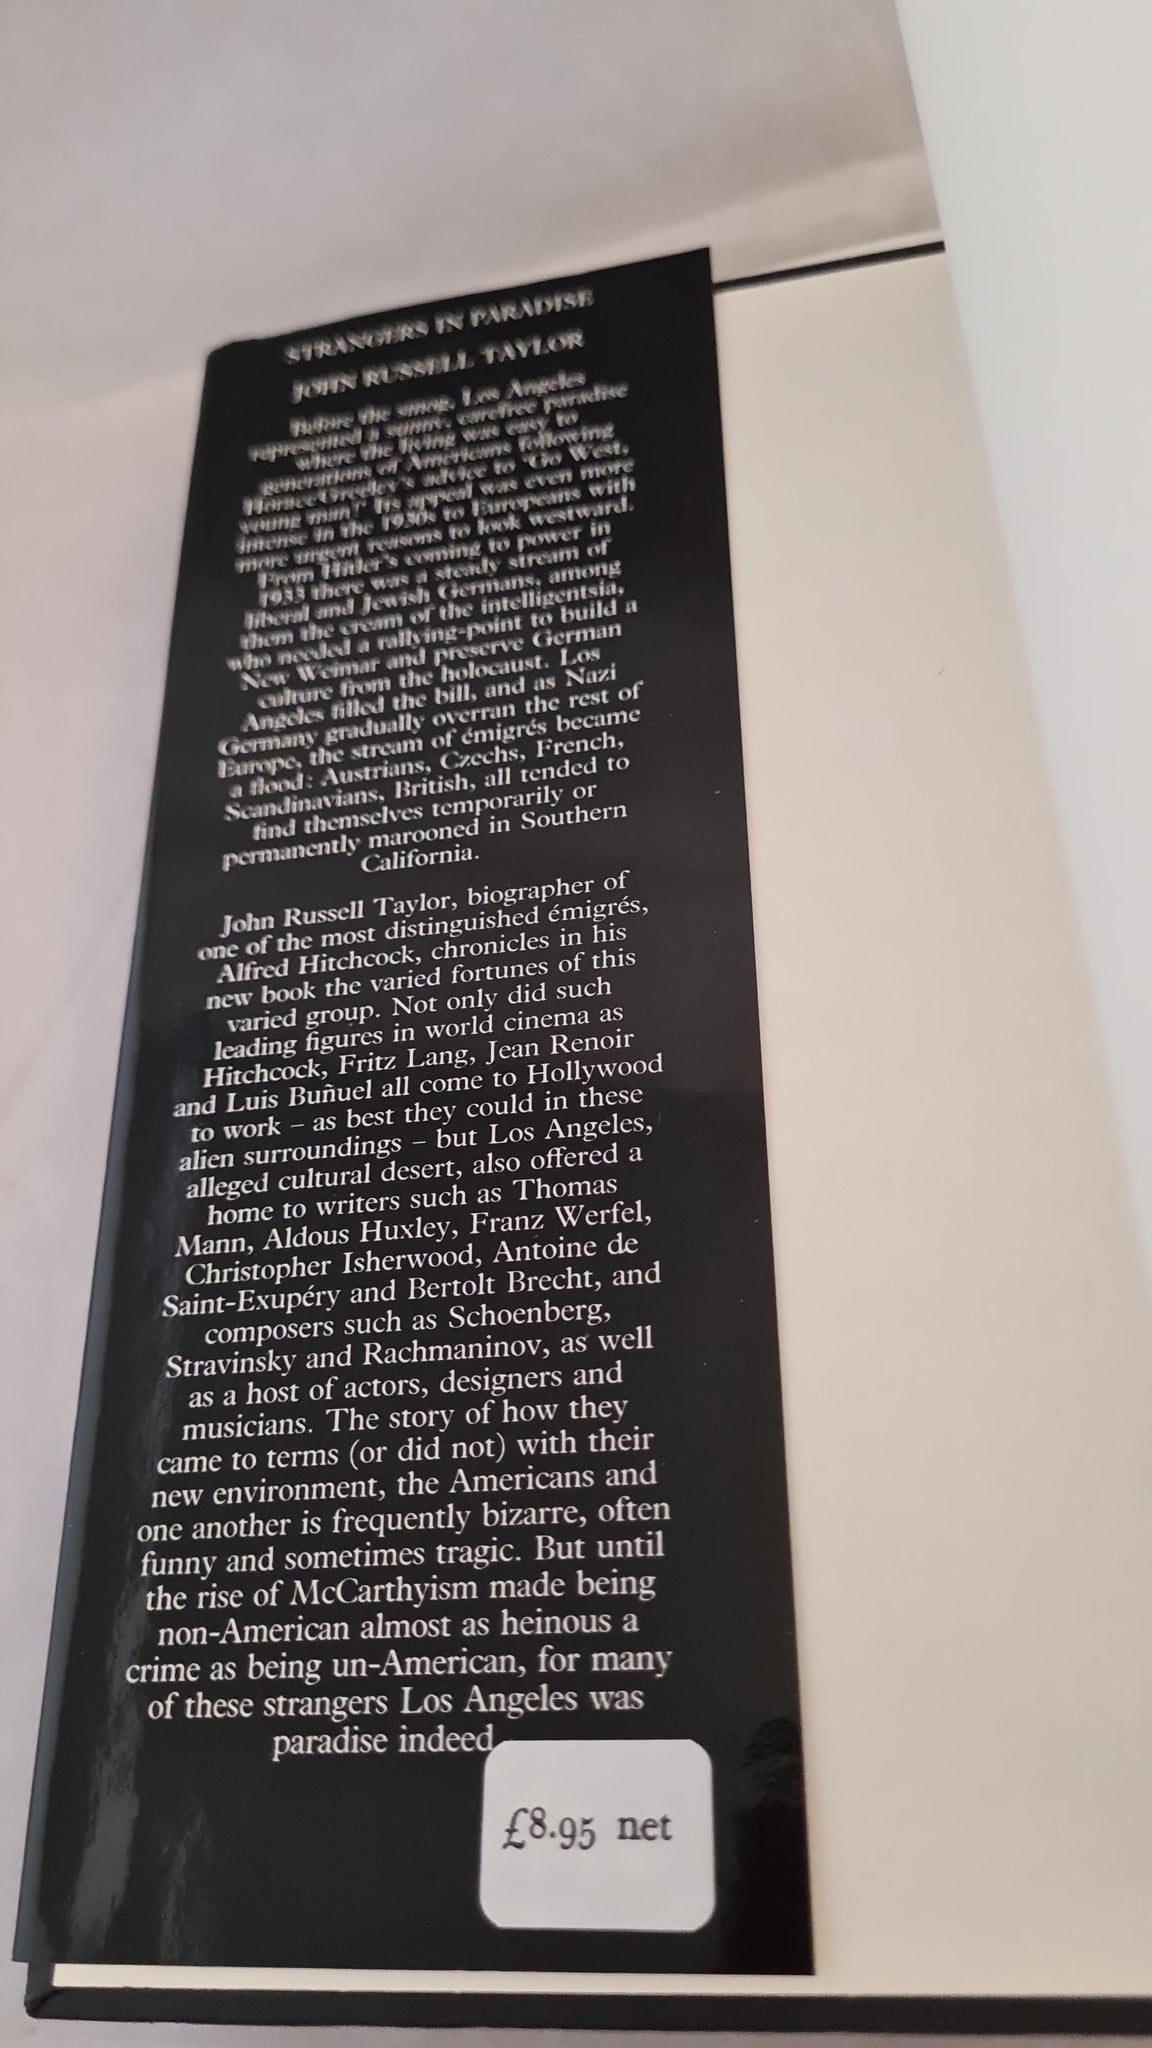 STRANGERS IN PARADISE
JOHN RUSSELL TAYLOR
Before the smog, Los Angeles
represented a sunny, carefree paradise
where the living was easy to
generations of Americans following
Horace Greeley's advice to 'Go West,
young man!' Its appeal was even more
intense in the 1930s to Europeans with
more urgent reasons to look westward.
From Hitler's coming to power in
1933 there was a steady stream of
liberal and Jewish Germans, among
them the cream of the intelligentsia,
who needed a rallying-point to build a
New Weimar and preserve German
culture from the holocaust. Los
Angeles filled the bill, and as Nazi
Germany gradually overran the rest of
Europe, the stream of émigrés became
a flood: Austrians, Czechs, French,
Scandinavians, British, all tended to
find themselves temporarily or
permanently marooned in Southern
California.
John Russell Taylor, biographer of
one of the most distinguished émigrés,
Alfred Hitchcock, chronicles in his
new book the varied fortunes of this
varied group. Not only did such
leading figures in world cinema as
Hitchcock, Fritz Lang, Jean Renoir
and Luis Buñuel all come to Hollywood
to work – as best they could in these
alien surroundings – but Los Angeles,
alleged cultural desert, also offered a
home to writers such as Thomas
Mann, Aldous Huxley, Franz Werfel,
Christopher Isherwood, Antoine de
Saint-Exupéry and Bertolt Brecht, and
composers such as Schoenberg,
Stravinsky and Rachmaninov, as well
as a host of actors, designers and
musicians. The story of how they
came to terms (or did not) with their
new environment, the Americans and
one another is frequently bizarre, often
funny and sometimes tragic. But until
the rise of McCarthyism made being
non-American almost as heinous a
crime as being un-American, for many
of these strangers Los Angeles was
paradise indeed
£8.95 net